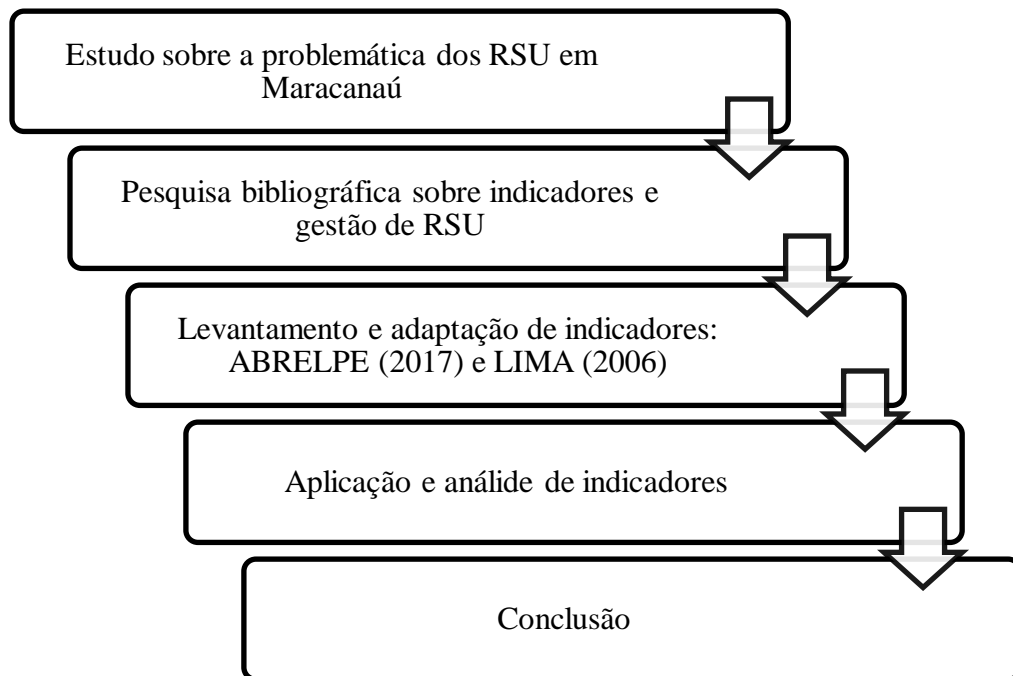 Estudo sobre a problemática dos RSU em
Maracanaú
Pesquisa bibliográfica sobre indicadores e
gestão de RSU
Levantamento e adaptação de indicadores:
ABRELPE (2017) e LIMA (2006)
Aplicação e análide de indicadores
Conclusão